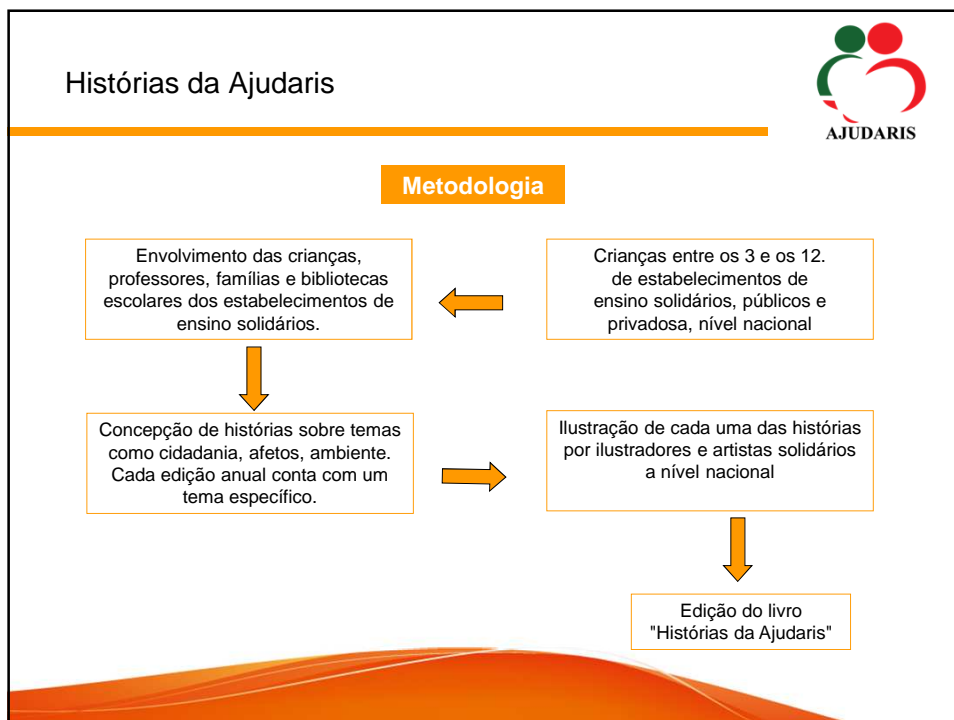 Histórias da Ajudaris
AJUDARIS
Metodologia
Envolvimento das crianças,
professores, famílias e bibliotecas
escolares dos estabelecimentos de
ensino solidários.
Crianças entre os 3 e os 12.
de estabelecimentos de
ensino solidários, públicos e
privadosa, nível nacional
Concepção de histórias sobre temas
como cidadania, afetos, ambiente.
Cada edição anual conta com um
tema específico.
Ilustração de cada uma das histórias
por ilustradores e artistas solidários
a nível nacional
Edição do livro
"Histórias da Ajudaris"